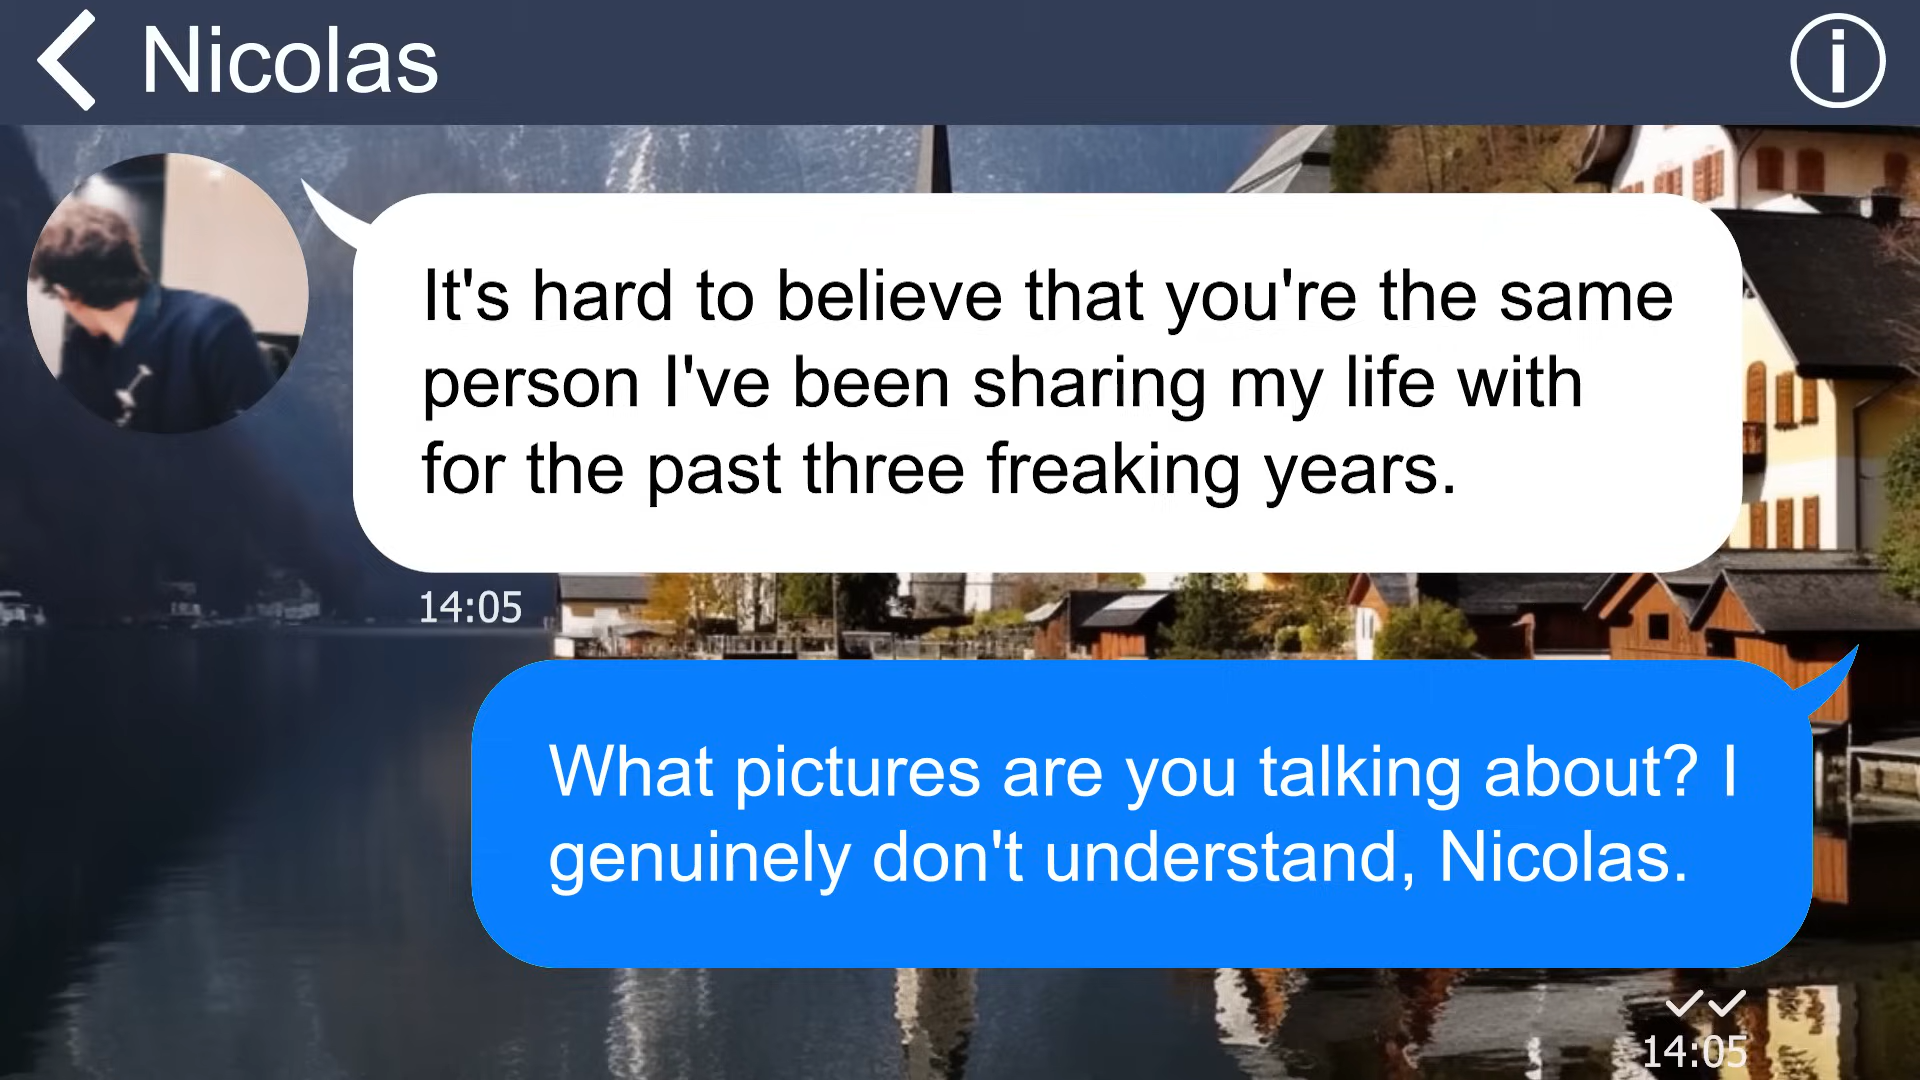 Nicolas
It's hard to believe that you're the same
person I've been sharing my life with
for the past three freaking years.
14:05
What pictures are you talking about? I
genuinely don't understand, Nicolas.
14:05